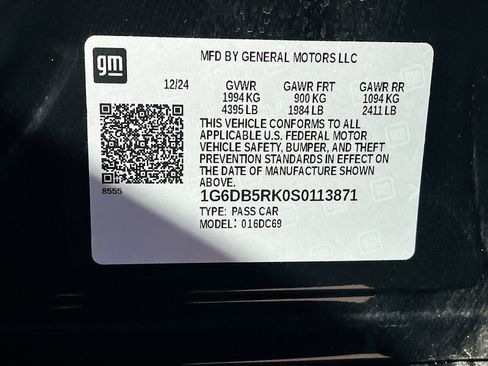 gm
MFD BY GENERAL MOTORS LLC
12/24 GVWR GAWR FRT GAWR RR
1994 KG 900 KG 1094 KG
4395 LB 1984 LB 2411 LB
THIS VEHICLE CONFORMS TO ALL
APPLICABLE U.S. FEDERAL MOTOR
VEHICLE SAFETY, BUMPER, AND THEFT
PREVENTION STANDARDS IN EFFECT ON
THE DATE OF MANUFACTURE SHOWN
ABOVE.
8555
1G6DB5RK0S0113871
TYPE: PASS CAR
MODEL: 016DC69